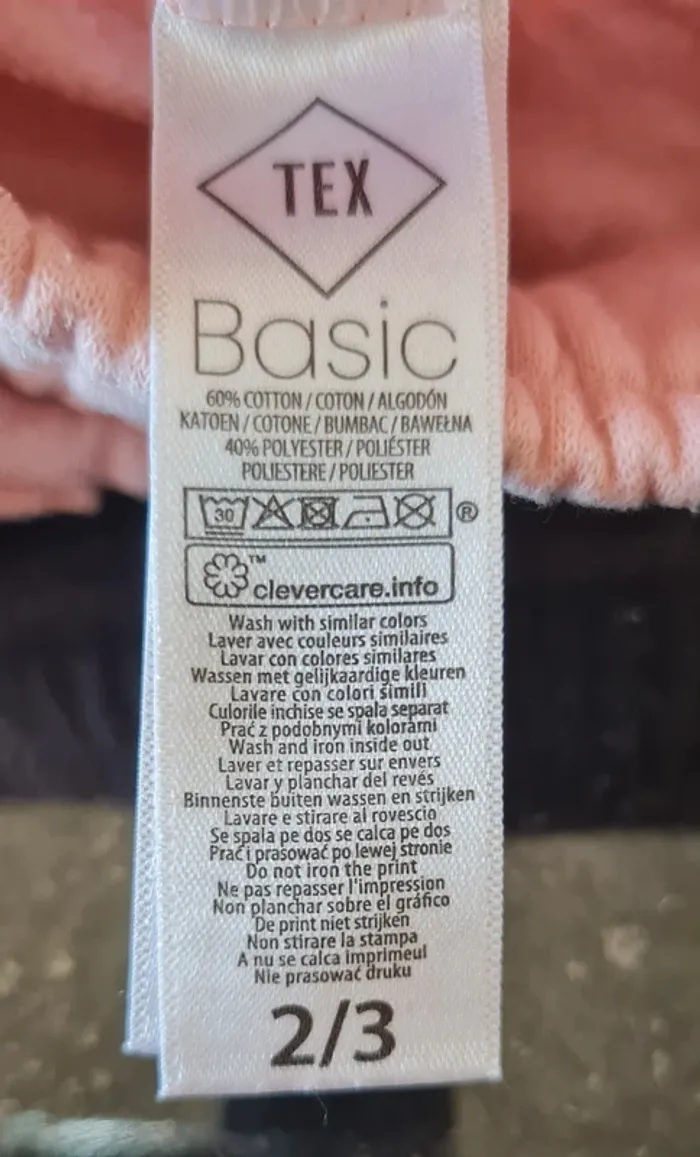 TEX
Basic
60% COTTON / COTON / ALGODÓN
KATOEN / COTONE / BUMBAC / BAWEŁNA
40% POLYESTER / POLIÉSTER
POLIESTERE / POLIESTER
30 ®
™
clevercare.info
Wash with similar colors
Laver avec couleurs similaires
Lavar con colores similares
Wassen met gelijkaardige kleuren
Lavare con colori simili
Culorile inchise se spala separat
Prać z podobnymi kolorami
Wash and iron inside out
Laver et repasser sur envers
Lavar y planchar del revés
Binnenste buiten wassen en strijken
Lavare e stirare al rovescio
Se spala pe dos se calca pe dos
Prać i prasować po lewej stronie
Do not iron the print
Ne pas repasser l'impression
Non planchar sobre el gráfico
De print niet strijken
Non stirare la stampa
A nu se calca imprimeul
Nie prasować druku
2/3